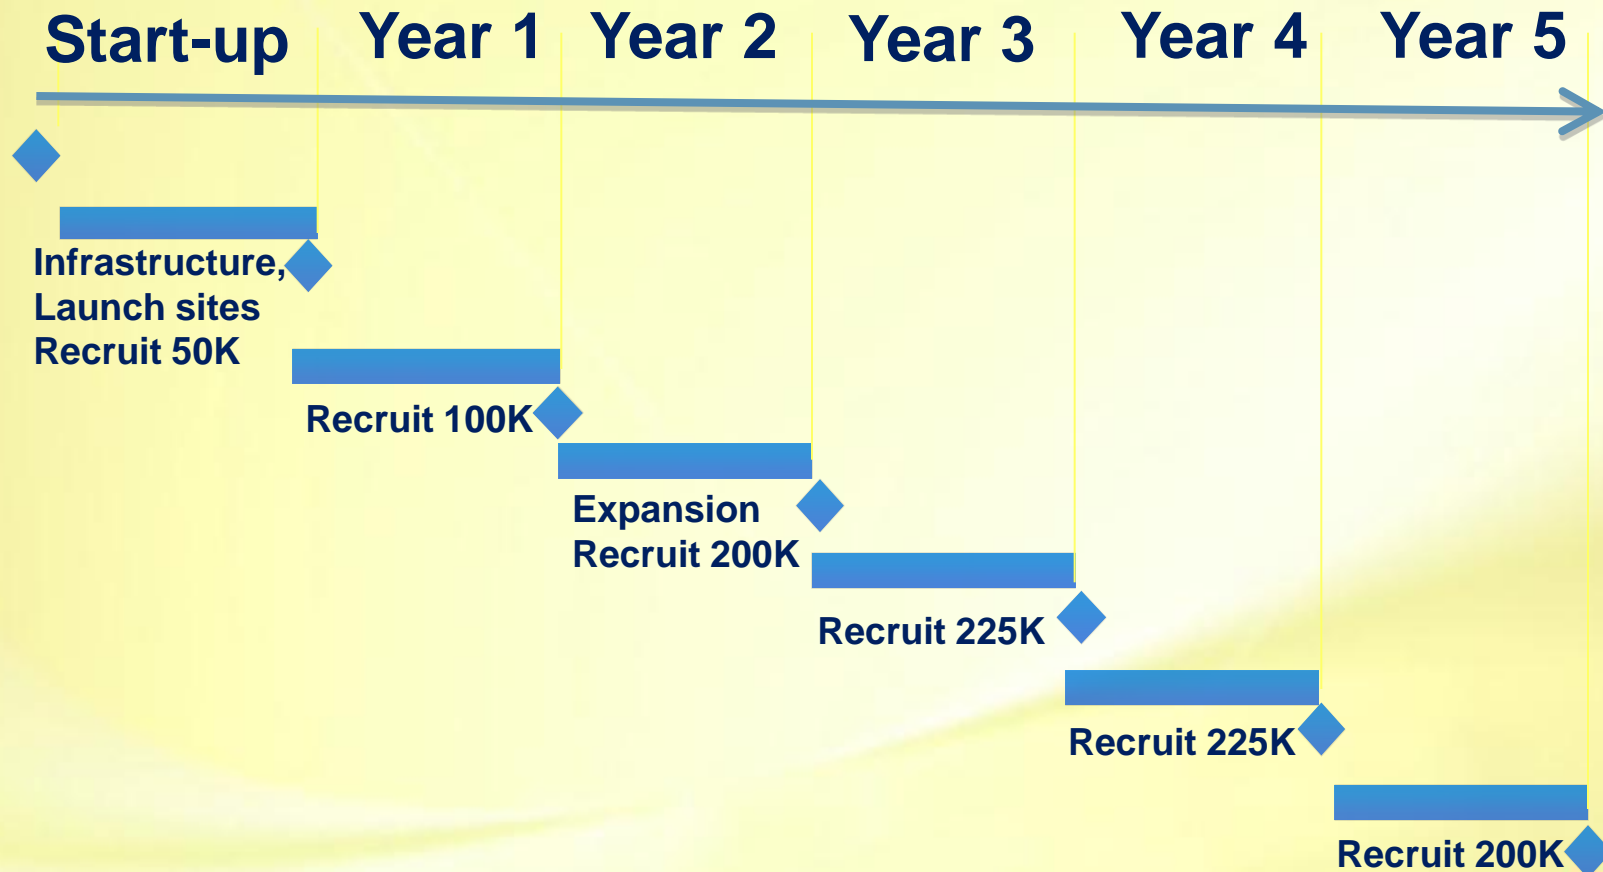 Start-up Year 1 Year 2 Year 3 Year 4 Year 5
Infrastructure,
Launch sites
Recruit 50K
Recruit 100K
Expansion
Recruit 200K
Recruit 225K
Recruit 225K
Recruit 200K